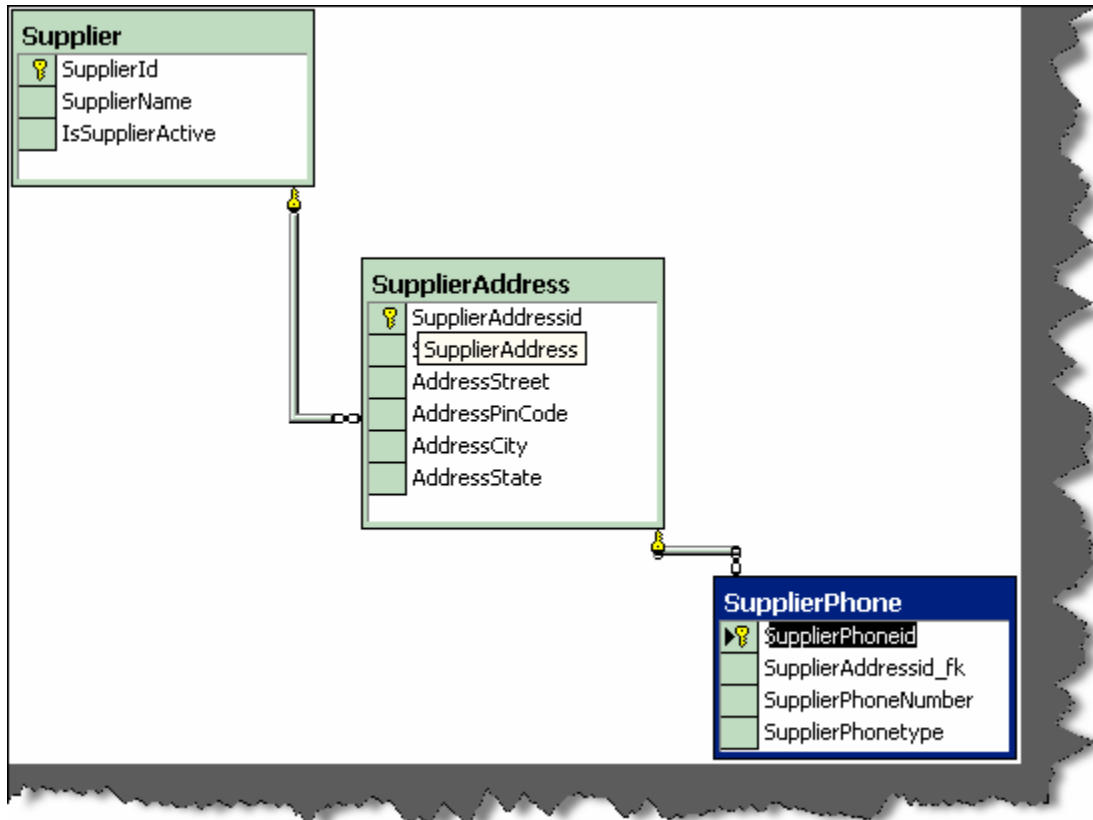 Supplier
SupplierId
SupplierName
IsSupplierActive
SupplierAddress
SupplierAddressid
SupplierAddress
AddressStreet
AddressPinCode
AddressCity
AddressState
SupplierPhone
SupplierPhoneid
SupplierAddressid_fk
SupplierPhoneNumber
SupplierPhonetype